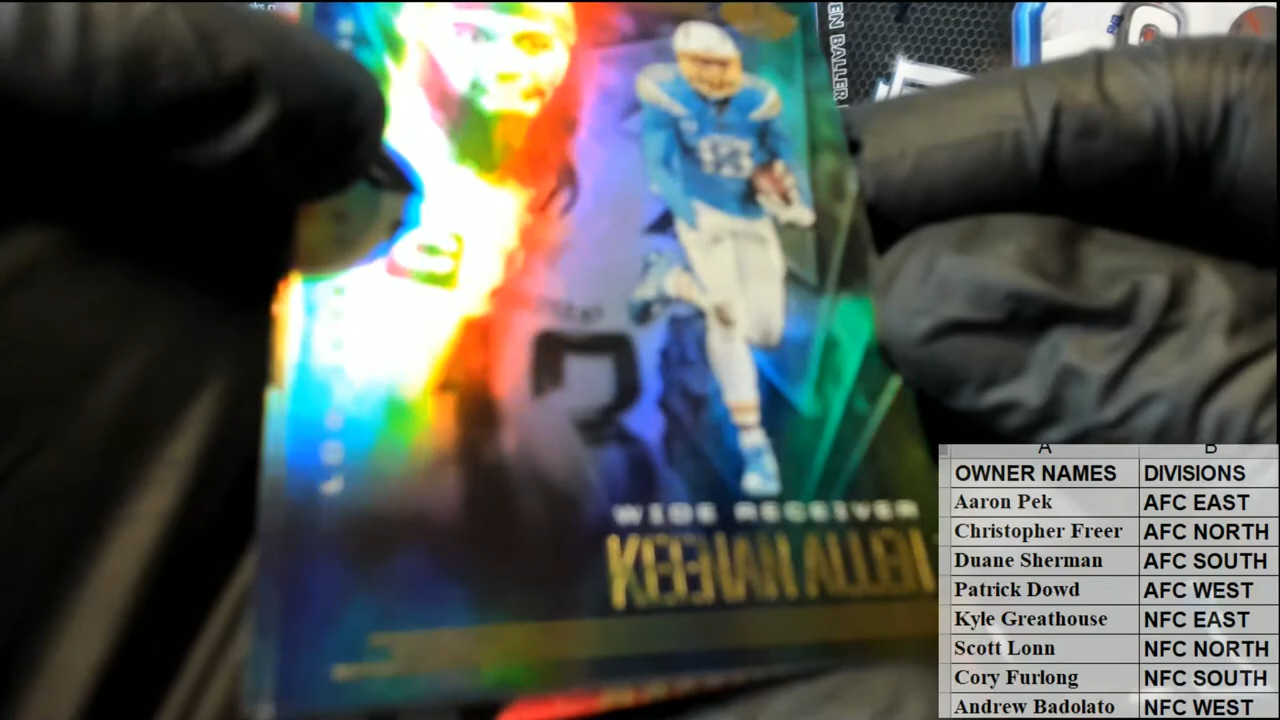 EN BALLER
WIDE RECEIVER
KEENAN ALLEN
A B
OWNER NAMES DIVISIONS
Aaron Pek AFC EAST
Christopher Freer AFC NORTH
Duane Sherman AFC SOUTH
Patrick Dowd AFC WEST
Kyle Greathouse NFC EAST
Scott Lonn NFC NORTH
Cory Furlong NFC SOUTH
Andrew Badolato NFC WEST